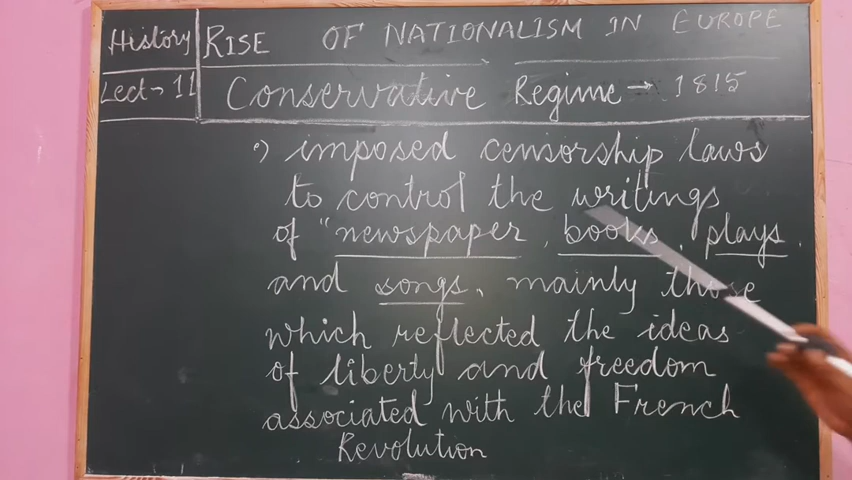 History RISE OF NATIONALISM IN EUROPE
Lect → 11 Conservative Regime → 1815
•) imposed censorship laws
to control the writings
of "newspaper, books, plays,
and songs, mainly those
which reflected the ideas
of liberty and freedom
associated with the French
Revolution